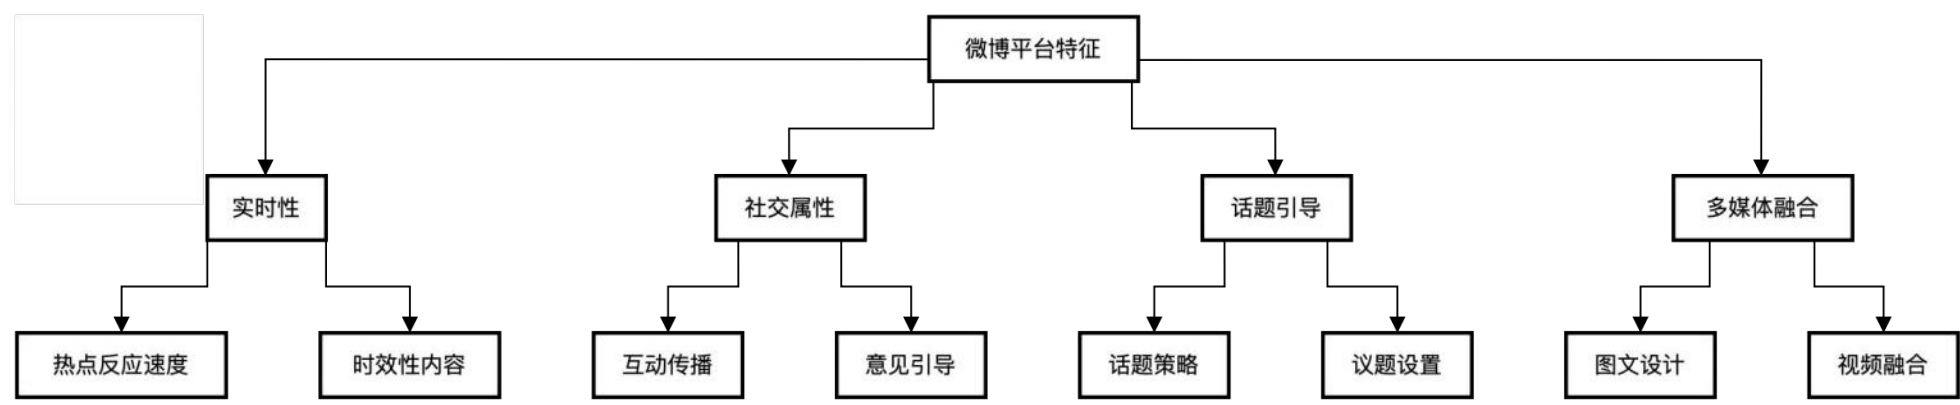 微博平台特征
实时性
社交属性
话题引导
多媒体融合
热点反应速度
时效性内容
互动传播
意见引导
话题策略
议题设置
图文设计
视频融合